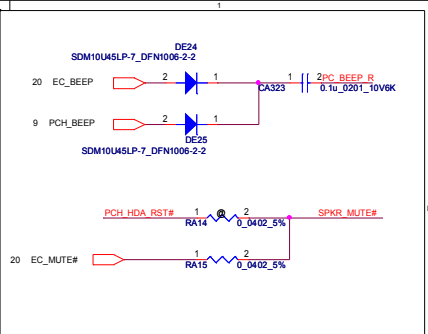 1
DE24
SDM10U45LP-7_DFN1006-2-2
20 EC_BEEP 2 1 1 2 PC_BEEP_R
CA323 0.1u_0201_10V6K
9 PCH_BEEP 2 1
DE25
SDM10U45LP-7_DFN1006-2-2
PCH_HDA_RST# 1 @ 2 SPKR_MUTE#
RA14 0_0402_5%
20 EC_MUTE# 1 2
RA15 0_0402_5%